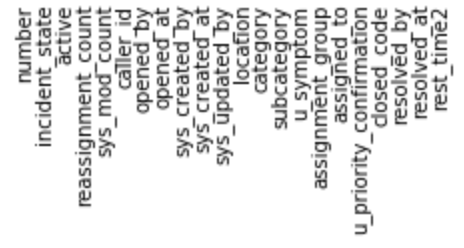 number
incident_state
active
reassignment_count
sys_mod_count
caller_id
opened_by
opened_at
sys_created_by
sys_created_at
sys_updated_by
location
category
subcategory
u_symptom
assignment_group
assigned_to
u_priority_confirmation
closed_code
resolved_by
resolved_at
rest_time2